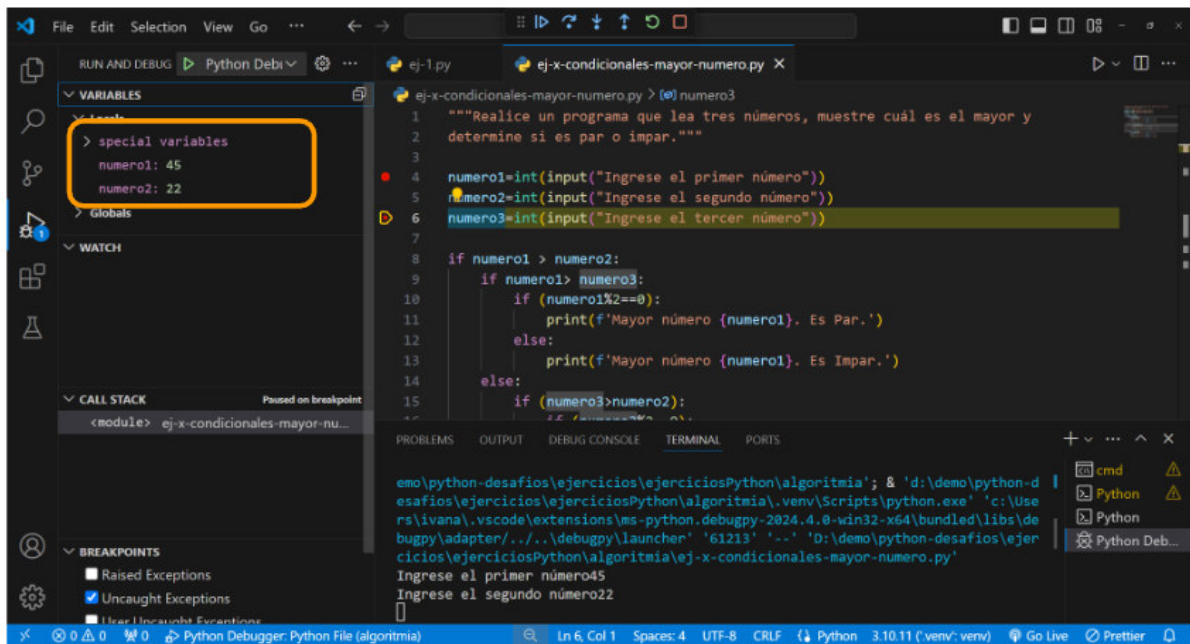 File Edit Selection View Go ···
RUN AND DEBUG Python Debu ···
VARIABLES
Locals
special variables
numero1: 45
numero2: 22
Globals
WATCH
CALL STACK Paused on breakpoint
<module> ej-x-condicionales-mayor-nu...
BREAKPOINTS
Raised Exceptions
Uncaught Exceptions
User Uncaught Exceptions
ej-1.py
ej-x-condicionales-mayor-numero.py
ej-x-condicionales-mayor-numero.py > numero3
1 """Realice un programa que lea tres números, muestre cuál es el mayor y
2 determine si es par o impar."""
3
4 numero1=int(input("Ingrese el primer número"))
5 numero2=int(input("Ingrese el segundo número"))
6 numero3=int(input("Ingrese el tercer número"))
7
8 if numero1 > numero2:
9 if numero1> numero3:
10 if (numero1%2==0):
11 print(f'Mayor número {numero1}. Es Par.')
12 else:
13 print(f'Mayor número {numero1}. Es Impar.')
14 else:
15 if (numero3>numero2):
PROBLEMS OUTPUT DEBUG CONSOLE TERMINAL PORTS
emo\python-desafios\ejercicios\ejerciciosPython\algoritmia'; & 'd:\demo\python-d
esafios\ejercicios\ejerciciosPython\algoritmia\.venv\Scripts\python.exe' 'c:\Use
rs\ivana\.vscode\extensions\ms-python.debugpy-2024.4.0-win32-x64\bundled\libs\de
bugpy\adapter/../..\debugpy\launcher' '61213' '--' 'D:\demo\python-desafios\ejer
cicios\ejerciciosPython\algoritmia\ej-x-condicionales-mayor-numero.py'
Ingrese el primer número45
Ingrese el segundo número22
cmd
Python
Python
Python Deb...
0 0 0 Python Debugger: Python File (algoritmia) Ln 6, Col 1 Spaces: 4 UTF-8 CRLF Python 3.10.11 ('.venv': venv) Go Live Prettier